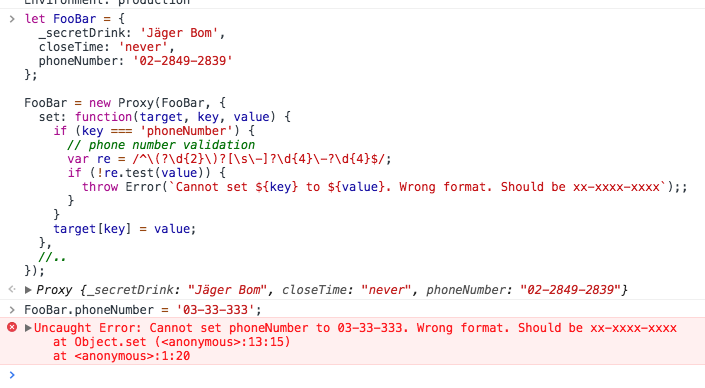 Environment: production
let FooBar = {
  _secretDrink: 'Jäger Bom',
  closeTime: 'never',
  phoneNumber: '02-2849-2839'
};

FooBar = new Proxy(FooBar, {
  set: function(target, key, value) {
    if (key === 'phoneNumber') {
      // phone number validation
      var re = /^\(?\d{2}\)?[\s\-]?\d{4}\-?\d{4}$/;
      if (!re.test(value)) {
        throw Error(`Cannot set ${key} to ${value}. Wrong format. Should be xx-xxxx-xxxx`);;
      }
    }
    target[key] = value;
  },
  //..
});
Proxy {_secretDrink: "Jäger Bom", closeTime: "never", phoneNumber: "02-2849-2839"}
FooBar.phoneNumber = '03-33-333';
Uncaught Error: Cannot set phoneNumber to 03-33-333. Wrong format. Should be xx-xxxx-xxxx
    at Object.set (<anonymous>:13:15)
    at <anonymous>:1:20